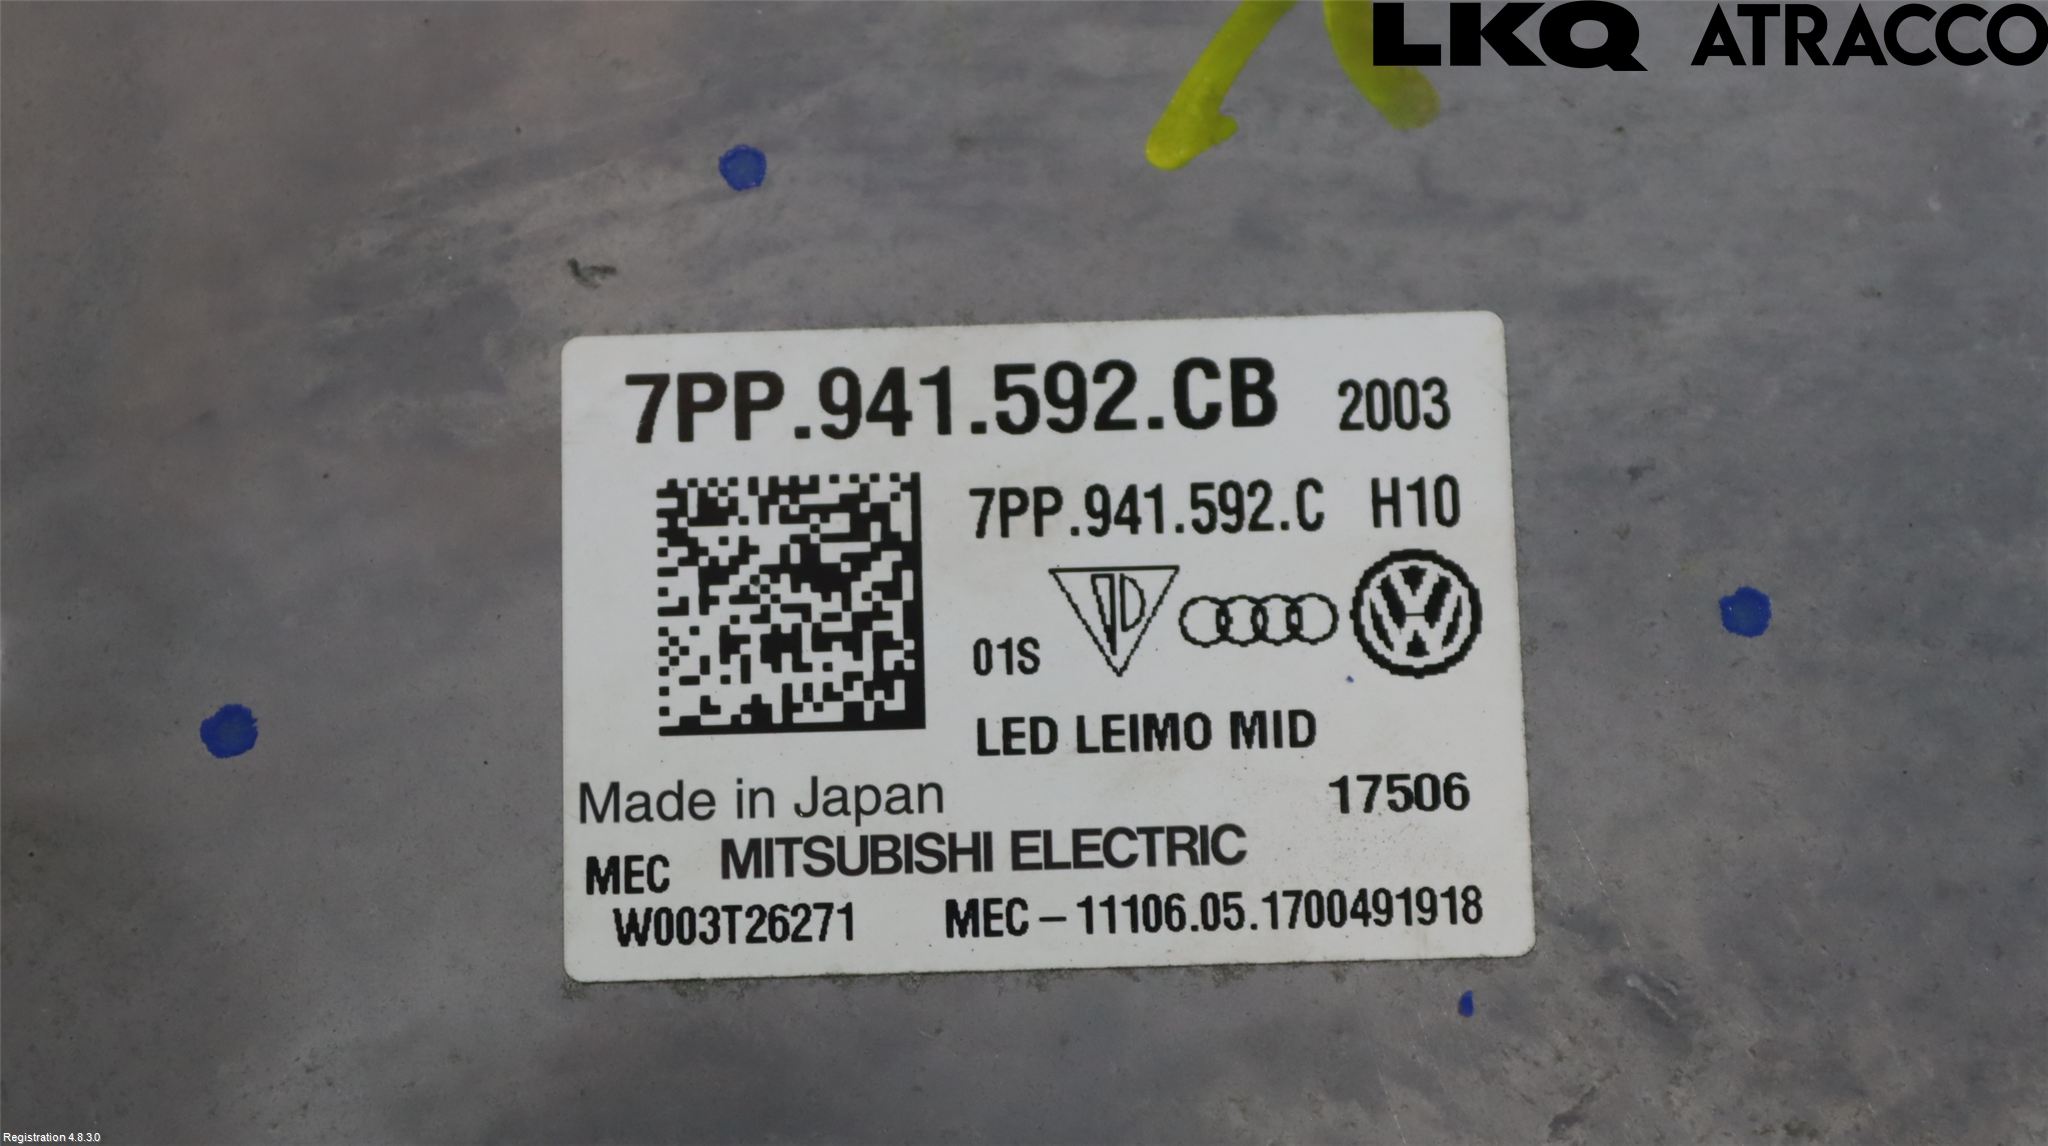 LKQ ATRACCO
7PP.941.592.CB 2003
7PP.941.592.C H10
01S
LED LEIMO MID
Made in Japan 17506
MEC MITSUBISHI ELECTRIC
W003T26271 MEC-11106.05.1700491918
Registration 4.8.3.0